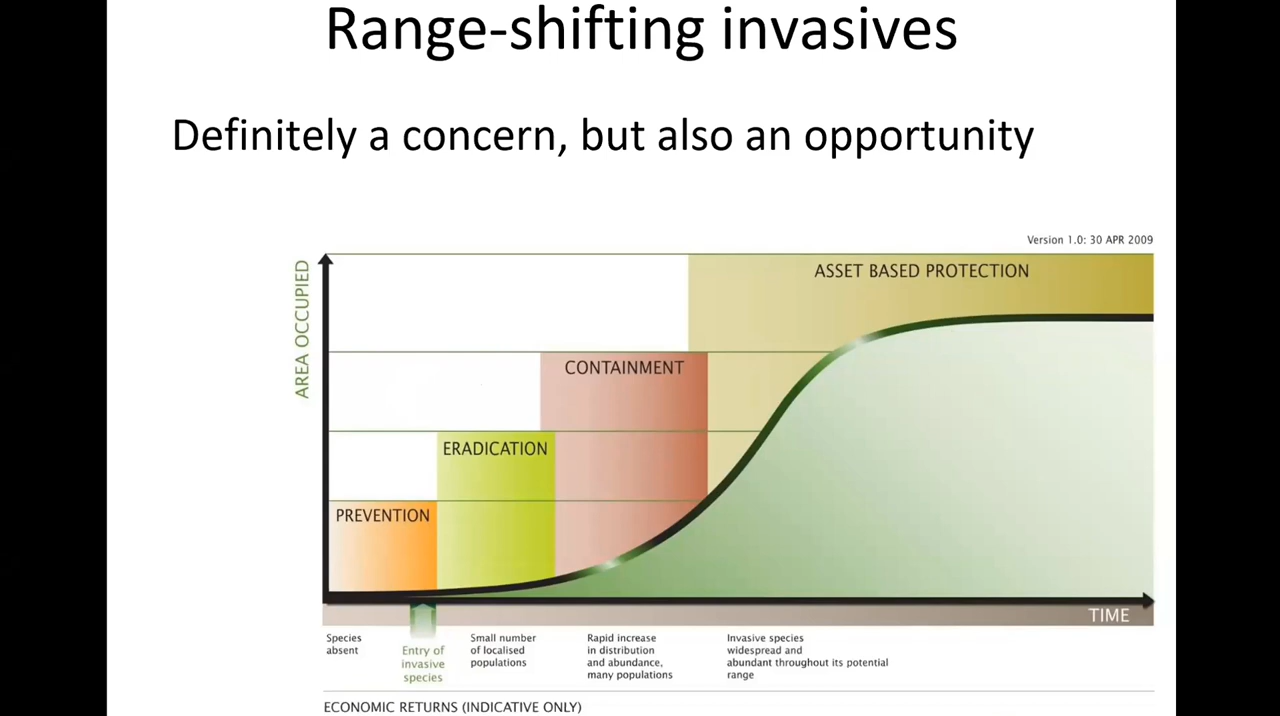 Range-shifting invasives
Definitely a concern, but also an opportunity
Version 1.0: 30 APR 2009
AREA OCCUPIED
ASSET BASED PROTECTION
CONTAINMENT
ERADICATION
PREVENTION
TIME
Species
absent
Entry of
invasive
species
Small number
of localised
populations
Rapid increase
in distribution
and abundance,
many populations
Invasive species
widespread and
abundant throughout its potential
range
ECONOMIC RETURNS (INDICATIVE ONLY)